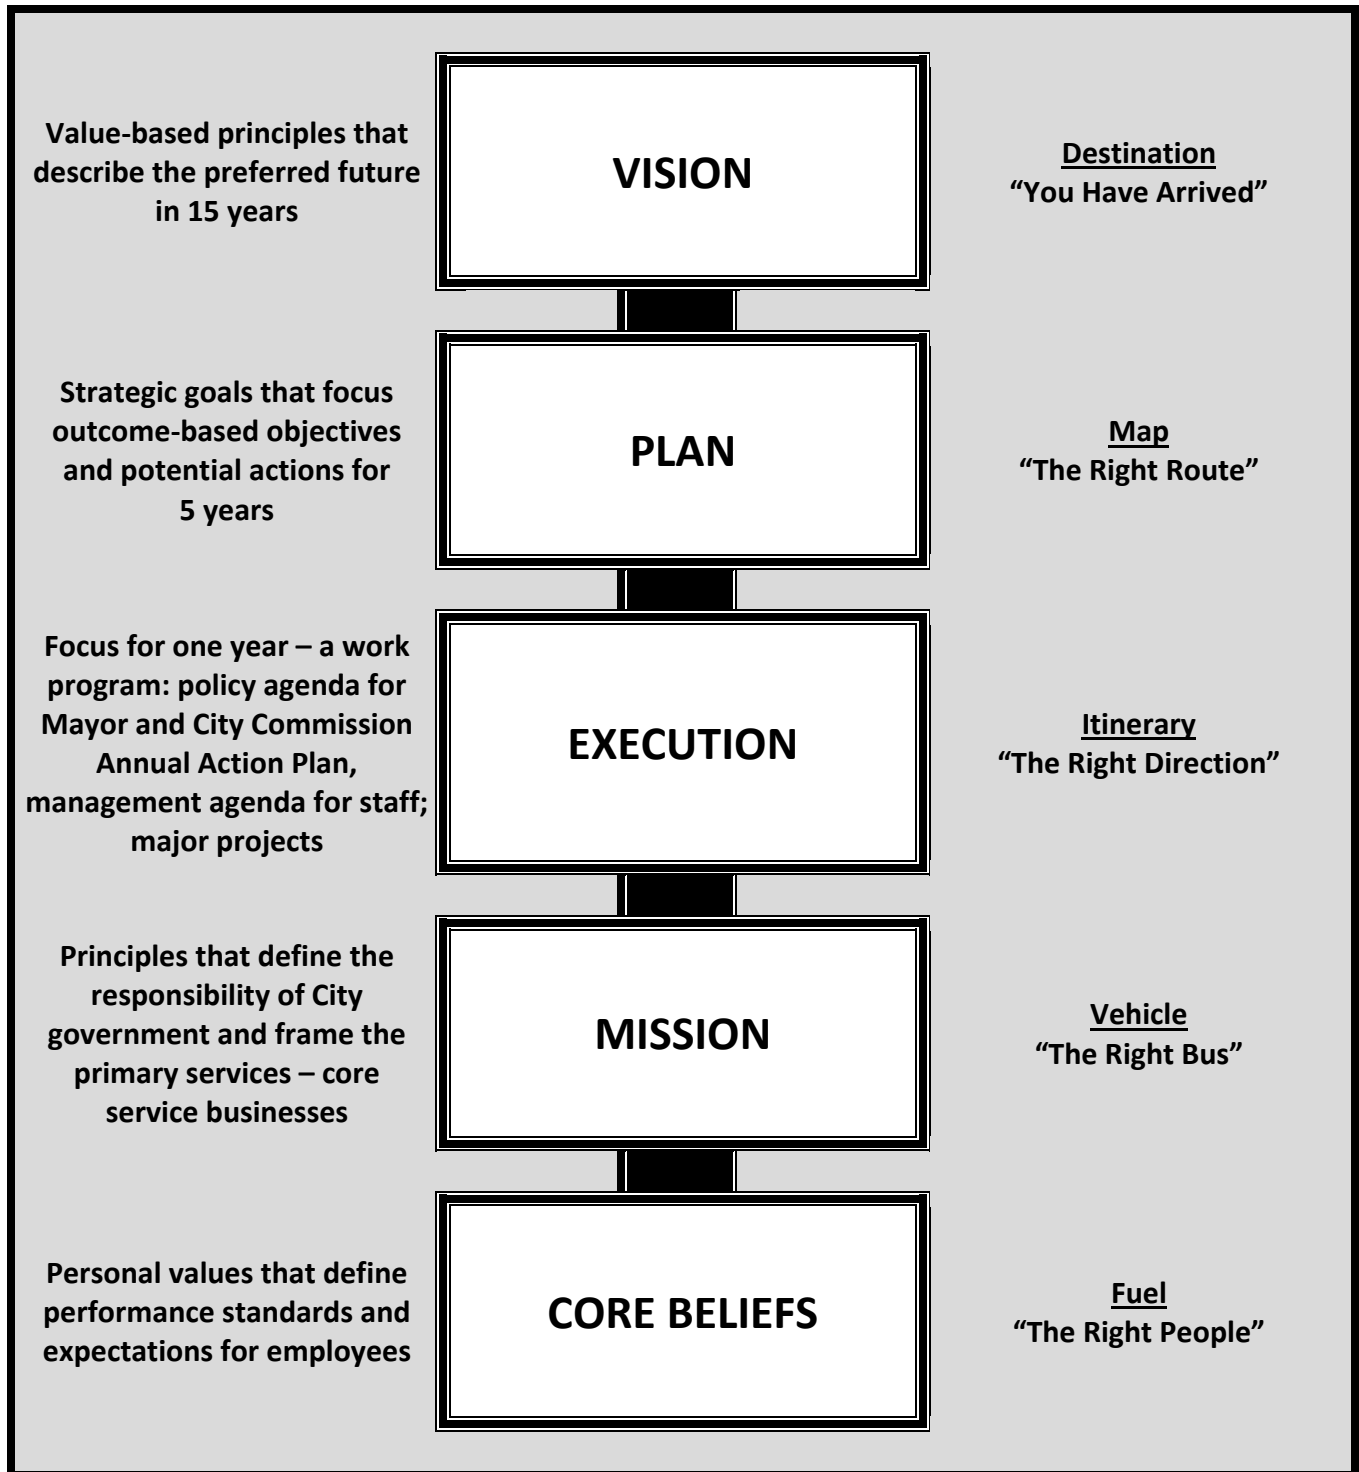 Value-based principles that
describe the preferred future
in 15 years
VISION
Destination
“You Have Arrived”
Strategic goals that focus
outcome-based objectives
and potential actions for
5 years
PLAN
Map
“The Right Route”
Focus for one year – a work
program: policy agenda for
Mayor and City Commission
Annual Action Plan,
management agenda for staff;
major projects
EXECUTION
Itinerary
“The Right Direction”
Principles that define the
responsibility of City
government and frame the
primary services – core
service businesses
MISSION
Vehicle
“The Right Bus”
Personal values that define
performance standards and
expectations for employees
CORE BELIEFS
Fuel
“The Right People”